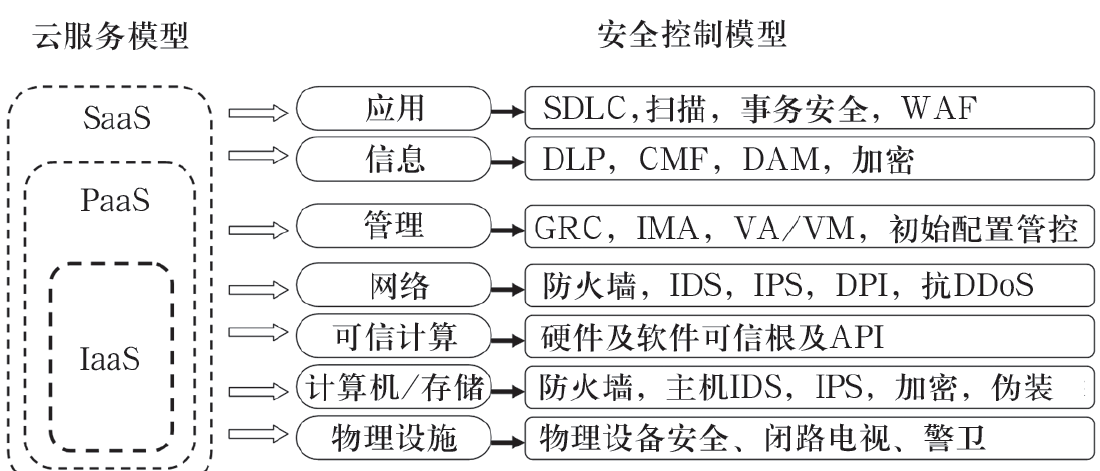 云服务模型
安全控制模型
SaaS
PaaS
IaaS
应用
SDLC,扫描，事务安全，WAF
信息
DLP，CMF，DAM，加密
管理
GRC，IMA，VA/VM，初始配置管控
网络
防火墙，IDS，IPS，DPI，抗DDoS
可信计算
硬件及软件可信根及API
计算机/存储
防火墙，主机IDS，IPS，加密，伪装
物理设施
物理设备安全、闭路电视、警卫